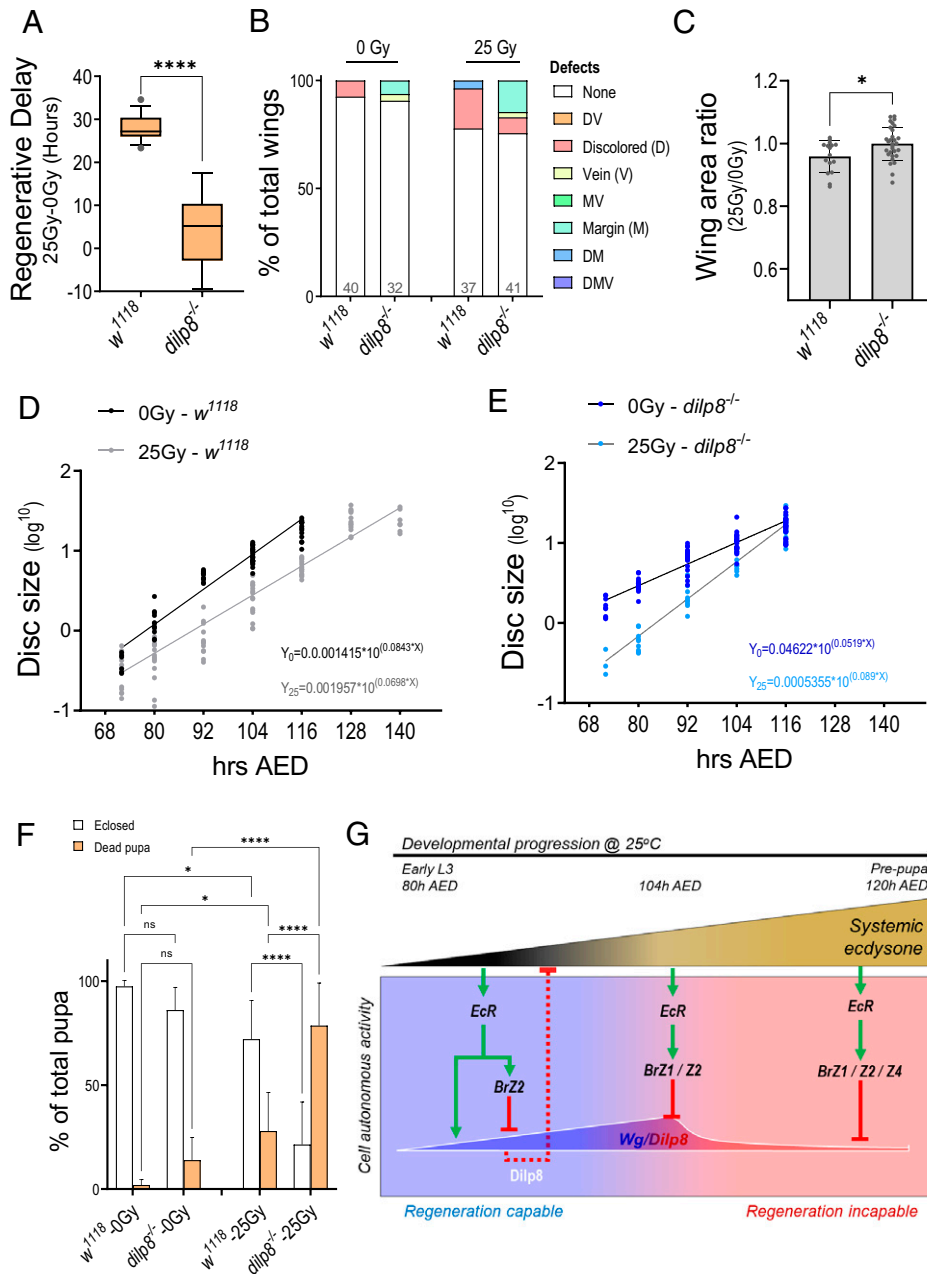 A
Regenerative Delay
25Gy-0Gy (Hours)
40
30
20
10
0
-10
****
w1118
dilp8-/-
B
% of total wings
100
50
0
0 Gy
25 Gy
40
32
37
41
w1118
dilp8-/-
w1118
dilp8-/-
Defects
None
DV
Discolored (D)
Vein (V)
MV
Margin (M)
DM
DMV
C
Wing area ratio
(25Gy/0Gy)
1.2
1.0
0.8
0.6
*
w1118
dilp8-/-
D
0Gy - w1118
25Gy - w1118
Disc size (log10)
2
1
0
-1
Y0=0.0.001415*10(0.0843*X)
Y25=0.001957*10(0.0698*X)
68 80 92 104 116 128 140
hrs AED
E
0Gy - dilp8-/-
25Gy - dilp8-/-
Disc size (log10)
2
1
0
-1
Y0=0.04622*10(0.0519*X)
Y25=0.0005355*10(0.089*X)
68 80 92 104 116 128 140
hrs AED
F
Eclosed
Dead pupa
% of total pupa
100
50
0
****
*
*
****
ns
****
ns
w1118-0Gy
dilp8-/--0Gy
w1118-25Gy
dilp8-/--25Gy
G
Developmental progression @ 25oC
Early L3
80h AED
104h AED
Pre-pupa
120h AED
Systemic
ecdysone
Cell autonomous activity
EcR
EcR
EcR
BrZ2
BrZ1 / Z2
BrZ1 / Z2 / Z4
Wg/Dilp8
Dilp8
Regeneration capable
Regeneration incapable